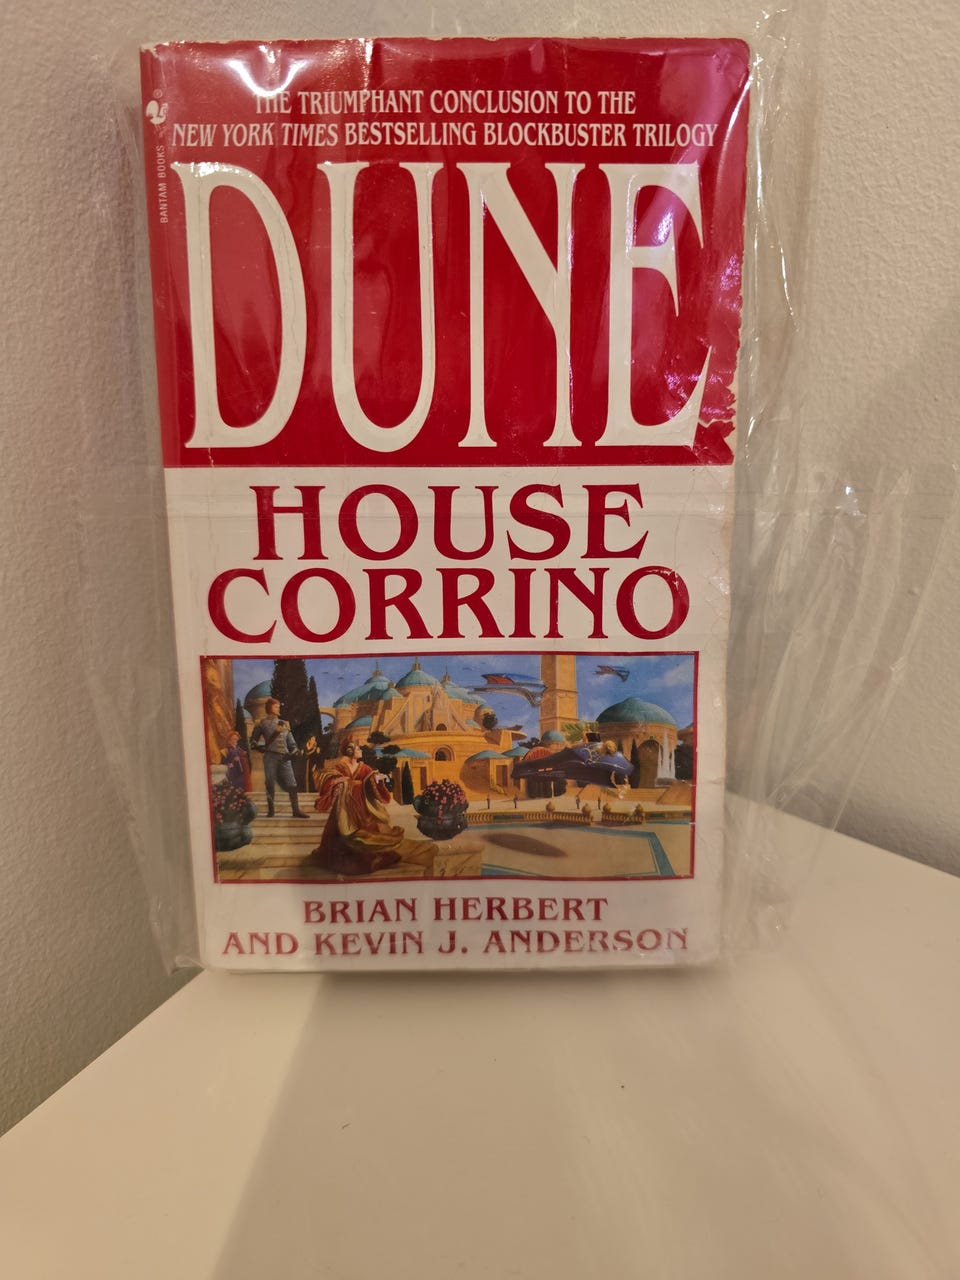 THE TRIUMPHANT CONCLUSION TO THE
NEW YORK TIMES BESTSELLING BLOCKBUSTER TRILOGY
BANTAM BOOKS
DUNE
HOUSE
CORRINO
BRIAN HERBERT
AND KEVIN J. ANDERSON